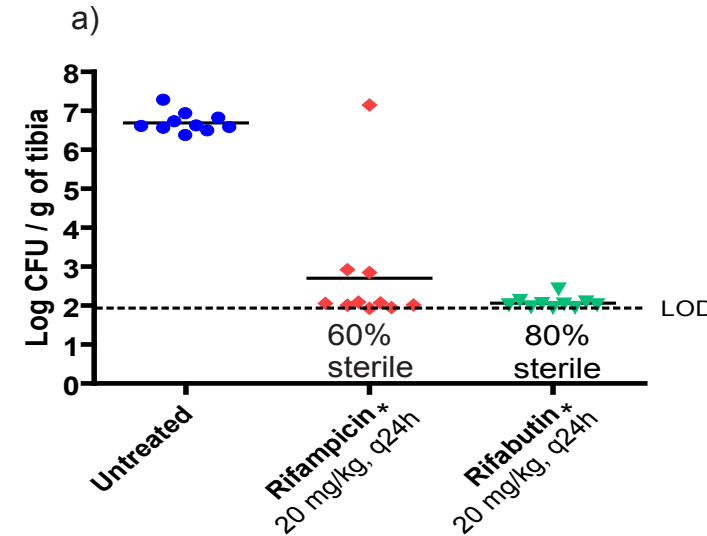 a)
Log CFU / g of tibia
8
7
6
5
4
3
2
1
0
LOD
60%
sterile
80%
sterile
Untreated
Rifampicin*
20 mg/kg, q24h
Rifabutin*
20 mg/kg, q24h